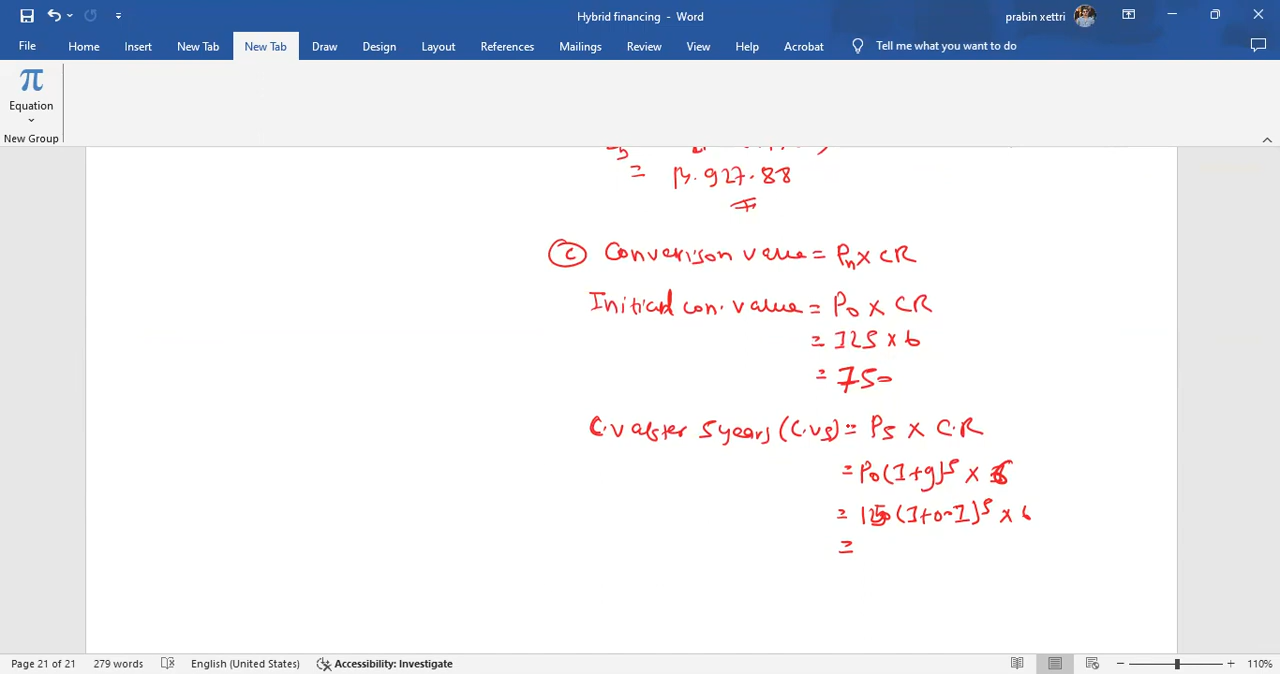 Hybrid financing - Word
prabin xettri
File Home Insert New Tab New Tab Draw Design Layout References Mailings Review View Help Acrobat Tell me what you want to do
π
Equation
New Group
= 13.927.88
(C) Conversion value = Pn x CR
Initial con. value = P0 x CR
= 125 x 6
= 750
C.V after 5 years (C.V5) = P5 x C.R
= P0(1+g)^5 x 6
= 125(1+0.1)^5 x 6
=
Page 21 of 21 279 words English (United States) Accessibility: Investigate 110%